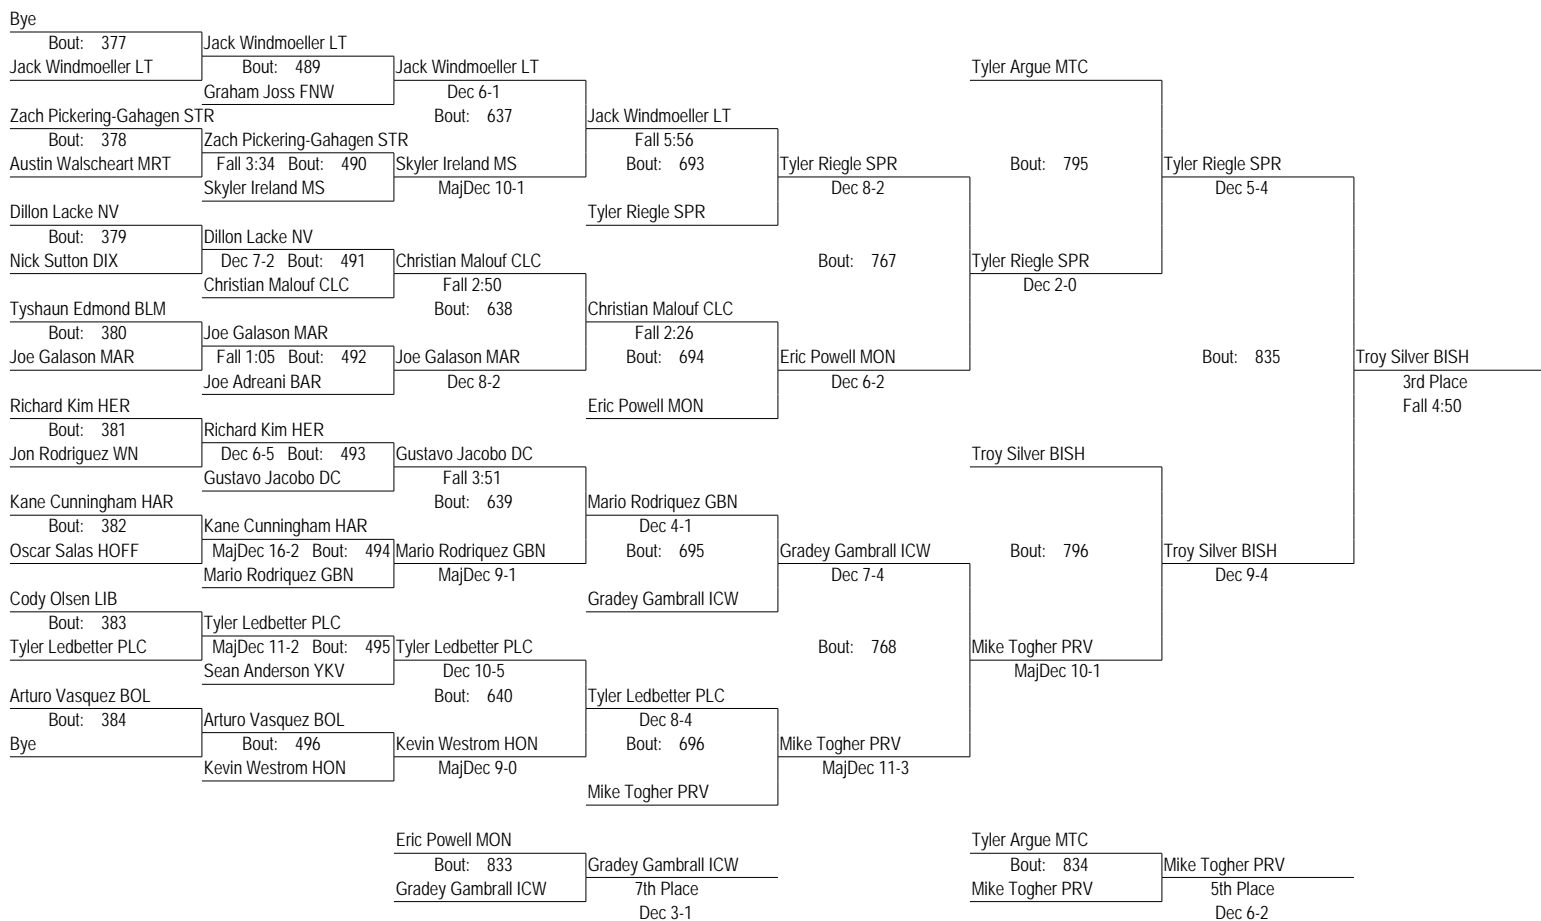 Bye
Bout: 377
Jack Windmoeller LT
Jack Windmoeller LT
Bout: 489
Jack Windmoeller LT
Tyler Argue MTC
Graham Joss FNW
Dec 6-1
Zach Pickering-Gahagen STR
Bout: 637
Jack Windmoeller LT
Bout: 378
Zach Pickering-Gahagen STR
Fall 5:56
Austin Walscheart MRT
Fall 3:34 Bout: 490
Skyler Ireland MS
Bout: 693
Tyler Riegle SPR
Bout: 795
Tyler Riegle SPR
Skyler Ireland MS
MajDec 10-1
Dec 8-2
Dec 5-4
Dillon Lacke NV
Tyler Riegle SPR
Bout: 379
Dillon Lacke NV
Nick Sutton DIX
Dec 7-2 Bout: 491
Christian Malouf CLC
Bout: 767
Tyler Riegle SPR
Christian Malouf CLC
Fall 2:50
Dec 2-0
Tyshaun Edmond BLM
Bout: 638
Christian Malouf CLC
Bout: 380
Joe Galason MAR
Fall 2:26
Joe Galason MAR
Fall 1:05 Bout: 492
Joe Galason MAR
Bout: 694
Eric Powell MON
Bout: 835
Troy Silver BISH
Joe Adreani BAR
Dec 8-2
Dec 6-2
3rd Place
Richard Kim HER
Eric Powell MON
Fall 4:50
Bout: 381
Richard Kim HER
Jon Rodriguez WN
Dec 6-5 Bout: 493
Gustavo Jacobo DC
Troy Silver BISH
Gustavo Jacobo DC
Fall 3:51
Kane Cunningham HAR
Bout: 639
Mario Rodriquez GBN
Bout: 382
Kane Cunningham HAR
Dec 4-1
Oscar Salas HOFF
MajDec 16-2 Bout: 494
Mario Rodriquez GBN
Bout: 695
Gradey Gambrall ICW
Bout: 796
Troy Silver BISH
Mario Rodriquez GBN
MajDec 9-1
Dec 7-4
Dec 9-4
Cody Olsen LIB
Gradey Gambrall ICW
Bout: 383
Tyler Ledbetter PLC
Tyler Ledbetter PLC
MajDec 11-2 Bout: 495
Tyler Ledbetter PLC
Bout: 768
Mike Togher PRV
Sean Anderson YKV
Dec 10-5
MajDec 10-1
Arturo Vasquez BOL
Bout: 640
Tyler Ledbetter PLC
Bout: 384
Arturo Vasquez BOL
Dec 8-4
Bye
Bout: 496
Kevin Westrom HON
Bout: 696
Mike Togher PRV
Kevin Westrom HON
MajDec 9-0
MajDec 11-3
Mike Togher PRV
Eric Powell MON
Tyler Argue MTC
Bout: 833
Gradey Gambrall ICW
Bout: 834
Mike Togher PRV
Gradey Gambrall ICW
7th Place
Mike Togher PRV
5th Place
Dec 3-1
Dec 6-2